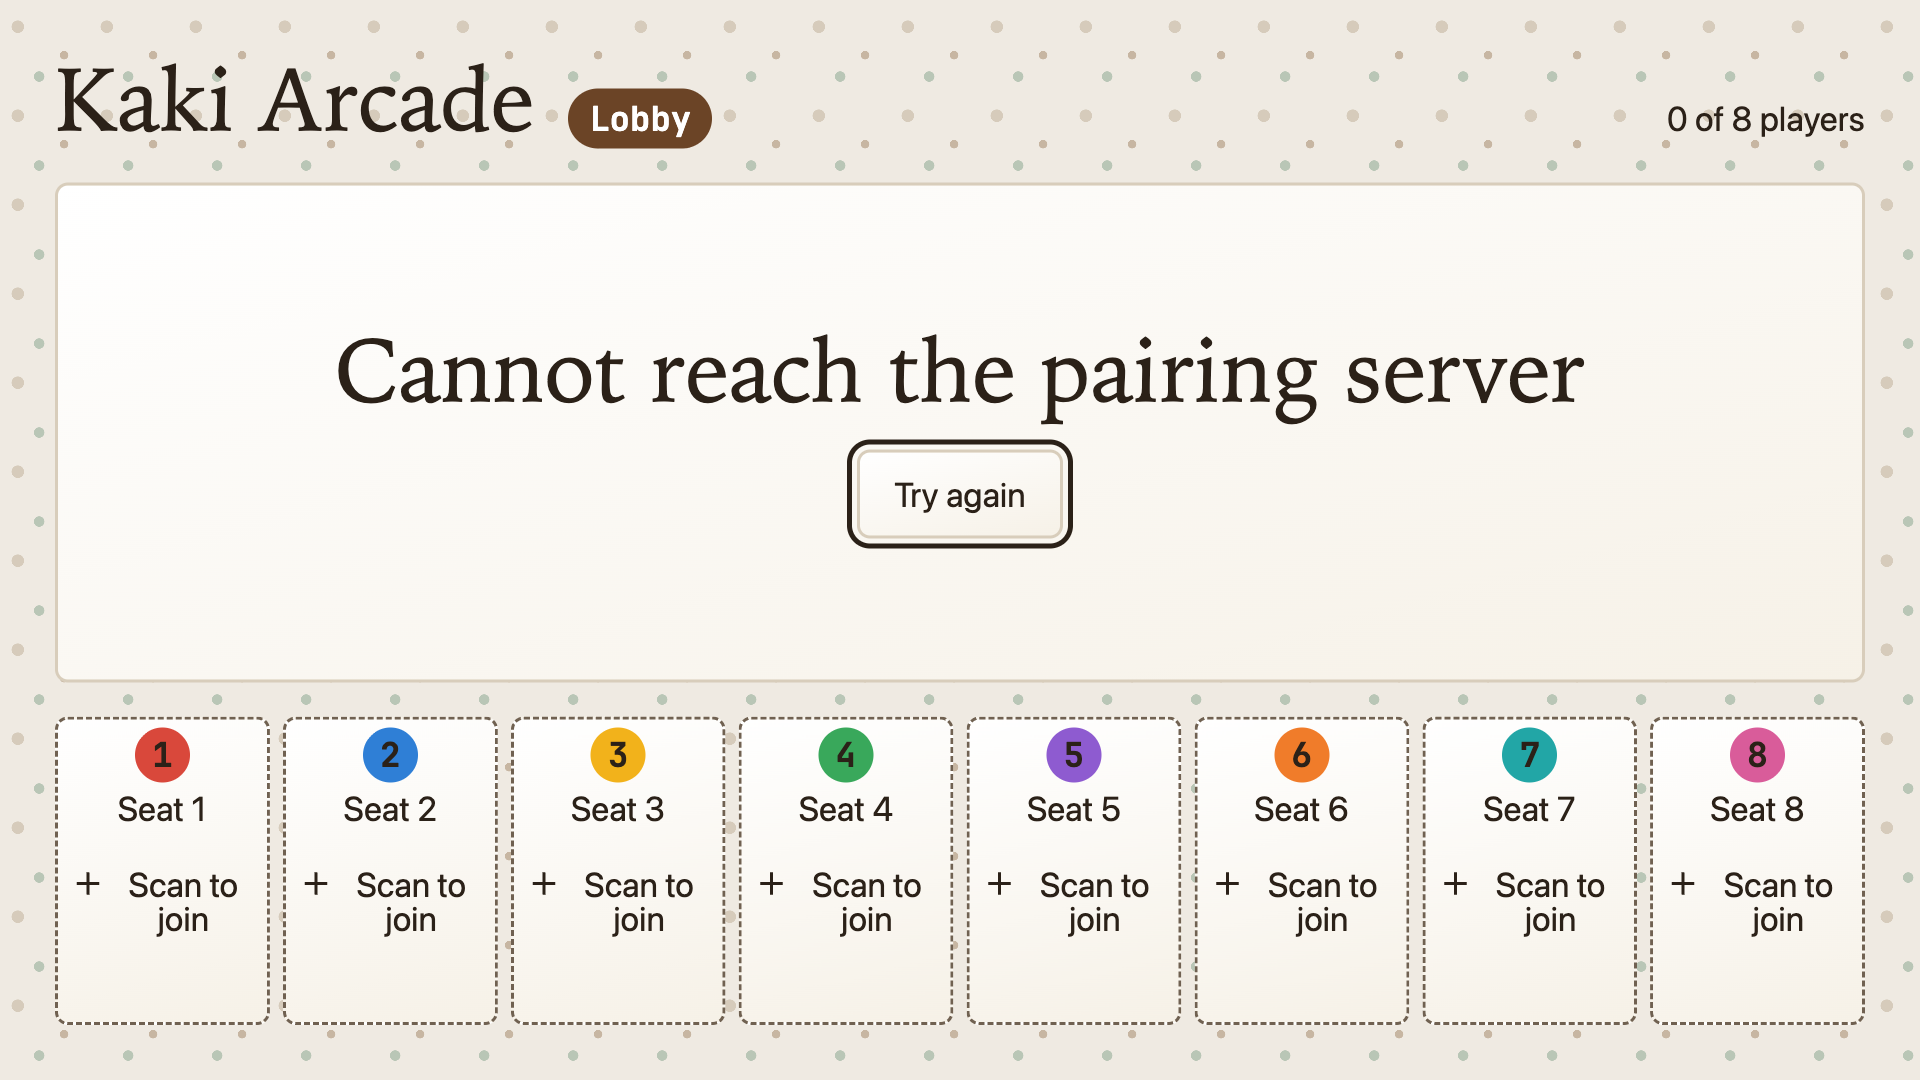 Kaki Arcade
Lobby
0 of 8 players
Cannot reach the pairing server
Try again
1
Seat 1
+ Scan to
join
2
Seat 2
+ Scan to
join
3
Seat 3
+ Scan to
join
4
Seat 4
+ Scan to
join
5
Seat 5
+ Scan to
join
6
Seat 6
+ Scan to
join
7
Seat 7
+ Scan to
join
8
Seat 8
+ Scan to
join